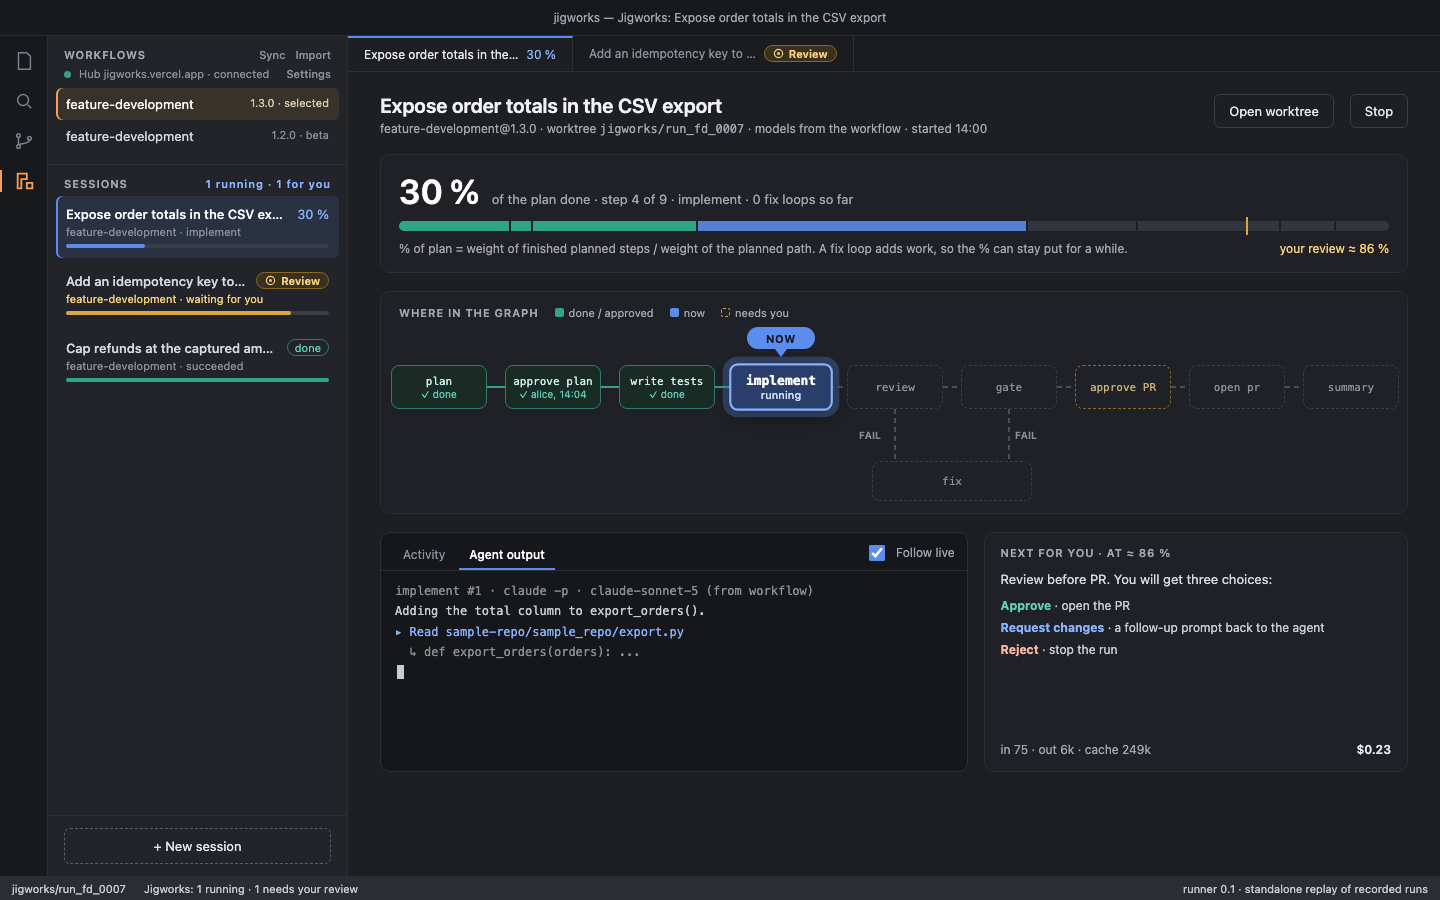 jigworks — Jigworks: Expose order totals in the CSV export
WORKFLOWS Sync Import
Hub jigworks.vercel.app · connected Settings
feature-development 1.3.0 · selected
feature-development 1.2.0 · beta
SESSIONS 1 running · 1 for you
Expose order totals in the CSV ex... 30 %
feature-development · implement
Add an idempotency key to... Review
feature-development · waiting for you
Cap refunds at the captured am... done
feature-development · succeeded
+ New session
Expose order totals in the... 30 %
Add an idempotency key to ... Review
Expose order totals in the CSV export
feature-development@1.3.0 · worktree jigworks/run_fd_0007 · models from the workflow · started 14:00
Open worktree
Stop
30 % of the plan done · step 4 of 9 · implement · 0 fix loops so far
% of plan = weight of finished planned steps / weight of the planned path. A fix loop adds work, so the % can stay put for a while.
your review ≈ 86 %
WHERE IN THE GRAPH done / approved now needs you
NOW
plan
✓ done
approve plan
✓ alice, 14:04
write tests
✓ done
implement
running
review
gate
approve PR
open pr
summary
FAIL
FAIL
fix
Activity Agent output Follow live
implement #1 · claude -p · claude-sonnet-5 (from workflow)
Adding the total column to export_orders().
▸ Read sample-repo/sample_repo/export.py
↳ def export_orders(orders): ...
NEXT FOR YOU · AT ≈ 86 %
Review before PR. You will get three choices:
Approve · open the PR
Request changes · a follow-up prompt back to the agent
Reject · stop the run
in 75 · out 6k · cache 249k $0.23
jigworks/run_fd_0007 Jigworks: 1 running · 1 needs your review
runner 0.1 · standalone replay of recorded runs